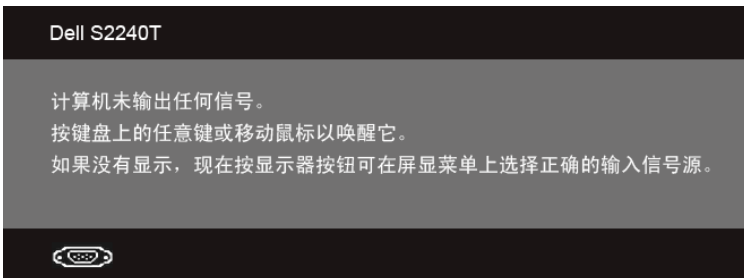 Dell S2240T
计算机未输出任何信号。
按键盘上的任意键或移动鼠标以唤醒它。
如果没有显示，现在按显示器按钮可在屏显菜单上选择正确的输入信号源。